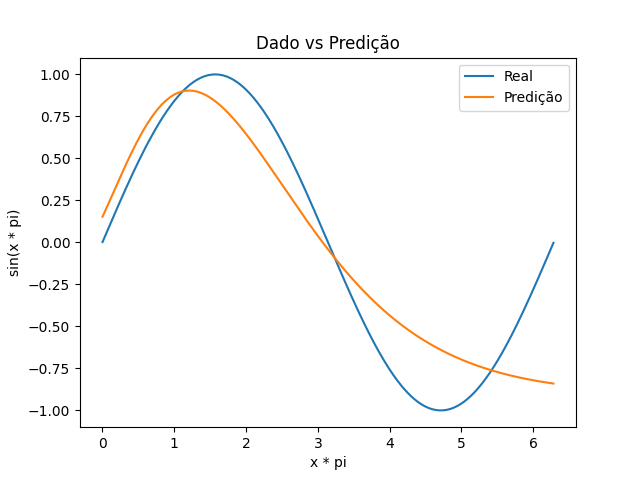 Dado vs Predição
Real
Predição
1.00
0.75
0.50
0.25
0.00
−0.25
−0.50
−0.75
−1.00
sin(x * pi)
0 1 2 3 4 5 6
x * pi